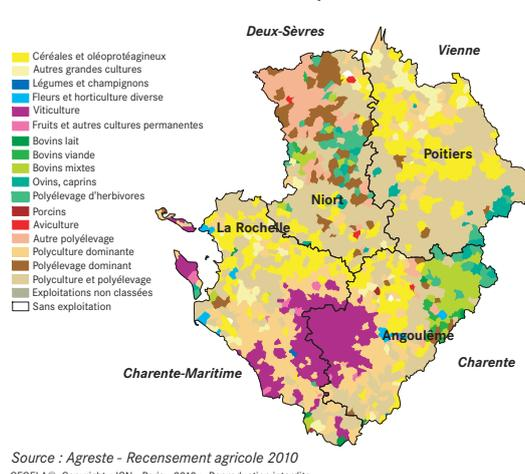 Deux-Sèvres
Vienne
Céréales et oléoprotéagineux
Autres grandes cultures
Légumes et champignons
Fleurs et horticulture diverse
Viticulture
Fruits et autres cultures permanentes
Bovins lait
Bovins viande
Bovins mixtes
Ovins, caprins
Polyélevage d'herbivores
Porcins
Aviculture
Autre polyélevage
Polyculture dominante
Polyélevage dominant
Polyculture et polyélevage
Exploitations non classées
Sans exploitation
Poitiers
Niort
La Rochelle
Angoulême
Charente
Charente-Maritime
Source : Agreste - Recensement agricole 2010